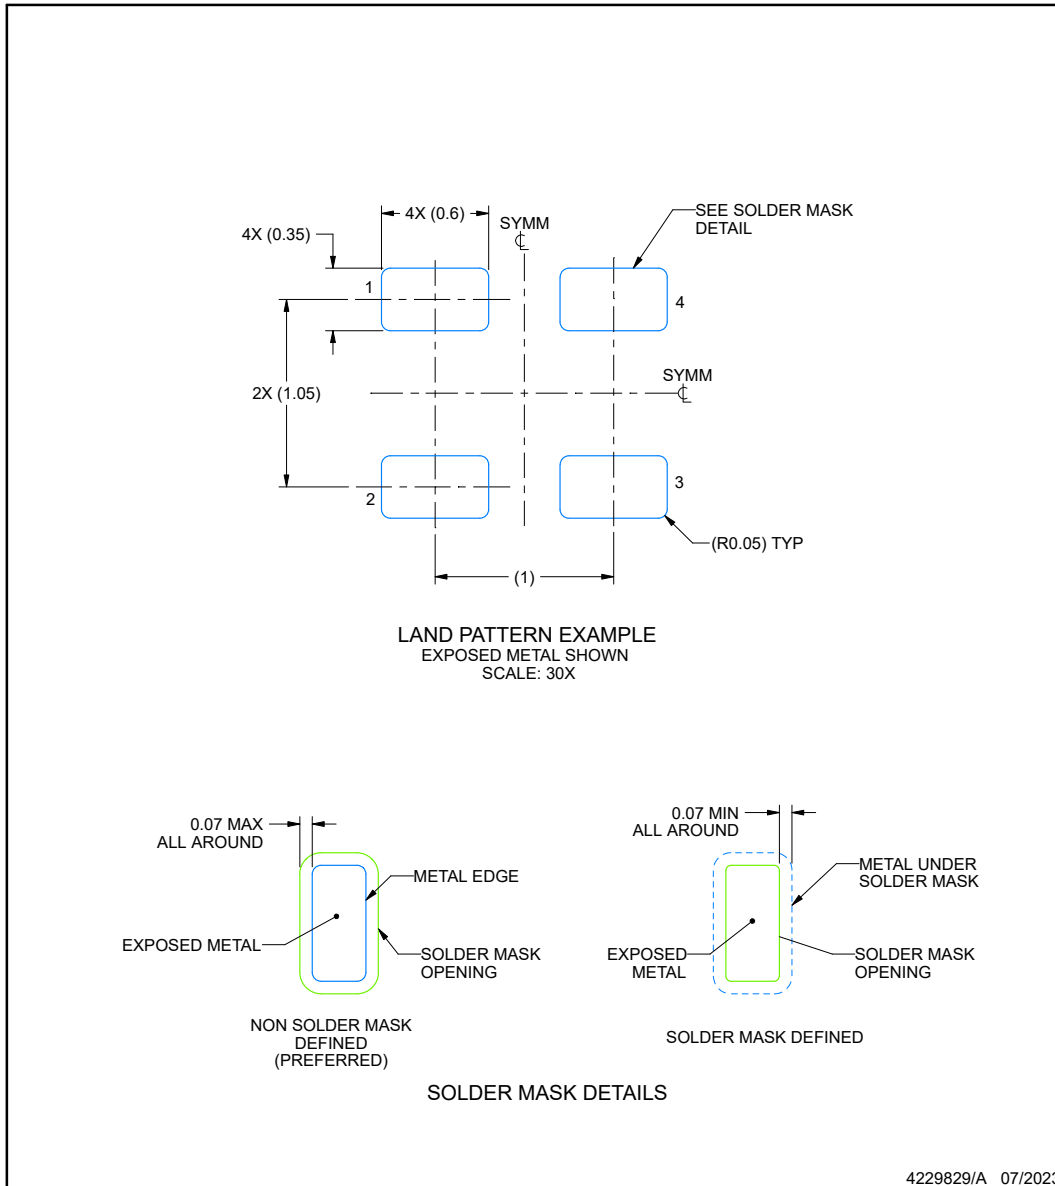 4X (0.6)
SYMM
SEE SOLDER MASK
DETAIL
4X (0.35)
1
4
2X (1.05)
SYMM
2
3
(R0.05) TYP
(1)
LAND PATTERN EXAMPLE
EXPOSED METAL SHOWN
SCALE: 30X
0.07 MAX
ALL AROUND
METAL EDGE
EXPOSED METAL
SOLDER MASK
OPENING
NON SOLDER MASK
DEFINED
(PREFERRED)
0.07 MIN
ALL AROUND
METAL UNDER
SOLDER MASK
EXPOSED
METAL
SOLDER MASK
OPENING
SOLDER MASK DEFINED
SOLDER MASK DETAILS
4229829/A 07/2023